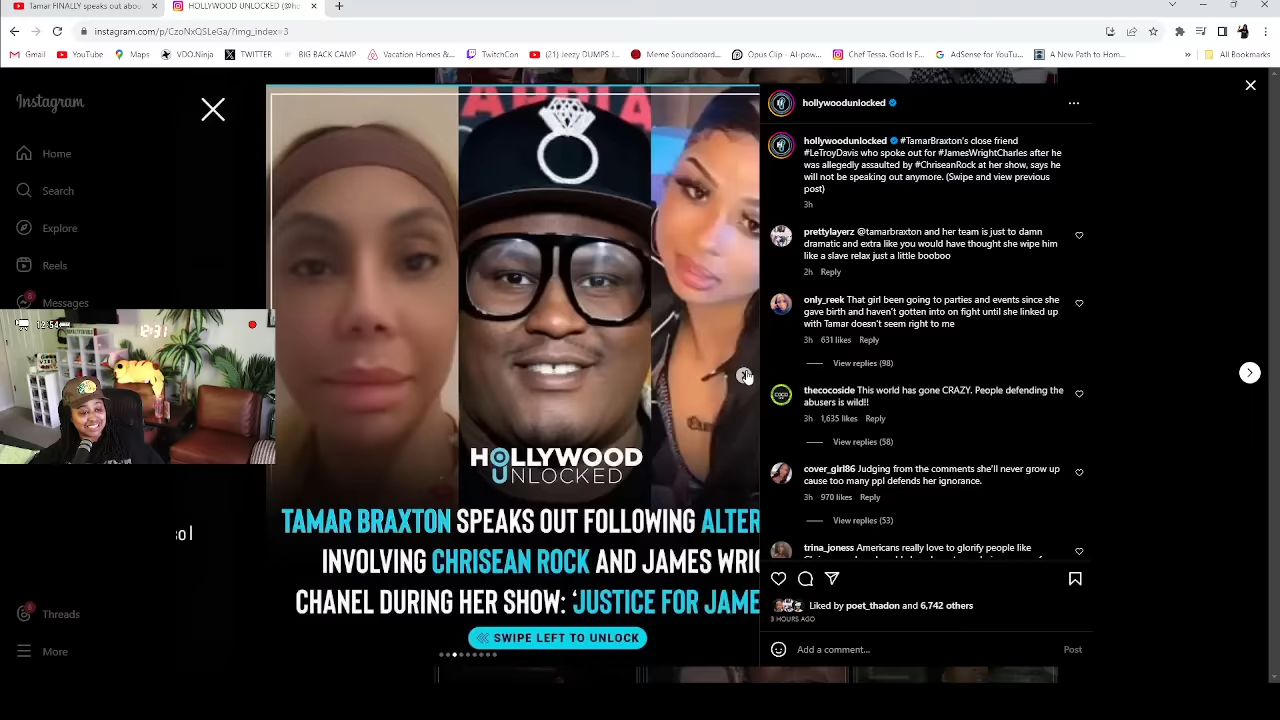 Tamar FINALLY speaks out abou
HOLLYWOOD UNLOCKED (@ho
instagram.com/p/CzoNxQSLeGa/?img_index=3
Gmail
YouTube
Maps
VDO.Ninja
TWITTER
BIG BACK CAMP
Vacation Homes &...
TwitchCon
(21) Jeezy DUMPS J...
Meme Soundboard...
Opus Clip - AI-pow...
Chef Tessa. God Is F...
AdSense for YouTu...
A New Path to Hom...
»
All Bookmarks
Instagram
Home
Search
Explore
Reels
Messages
12:54
12:31
Threads
More
HOLLYWOOD
UNLOCKED
TAMAR BRAXTON SPEAKS OUT FOLLOWING ALTER
INVOLVING CHRISEAN ROCK AND JAMES WRIG
CHANEL DURING HER SHOW: ‘JUSTICE FOR JAME
SWIPE LEFT TO UNLOCK
hollywoodunlocked
hollywoodunlocked #TamarBraxton's close friend
#LeTroyDavis who spoke out for #JamesWrightCharles after he
was allegedly assaulted by #ChriseanRock at her show, says he
will not be speaking out anymore. (Swipe and view previous
post)
3h
prettylayerz @tamarbraxton and her team is just to damn
dramatic and extra like you would have thought she wipe him
like a slave relax just a little booboo
2h Reply
only_reek That girl been going to parties and events since she
gave birth and haven't gotten into on fight until she linked up
with Tamar doesn't seem right to me
3h 631 likes Reply
View replies (98)
thecocoside This world has gone CRAZY. People defending the
abusers is wild!!
3h 1,635 likes Reply
View replies (58)
cover_girl86 Judging from the comments she'll never grow up
cause too many ppl defends her ignorance.
3h 970 likes Reply
View replies (53)
trina_joness Americans really love to glorify people like
Liked by poet_thadon and 6,742 others
3 HOURS AGO
Add a comment...
Post